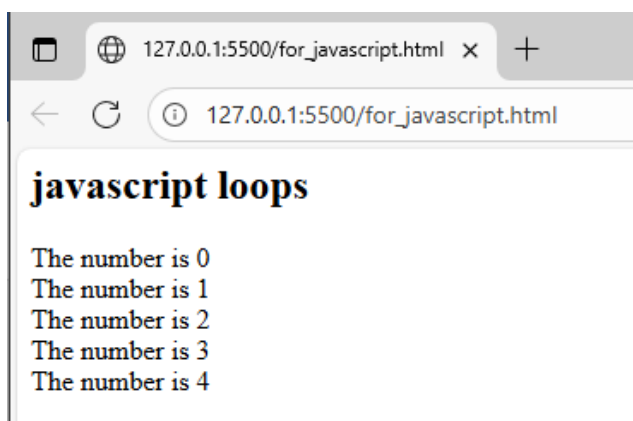 127.0.0.1:5500/for_javascript.html
127.0.0.1:5500/for_javascript.html
javascript loops
The number is 0
The number is 1
The number is 2
The number is 3
The number is 4